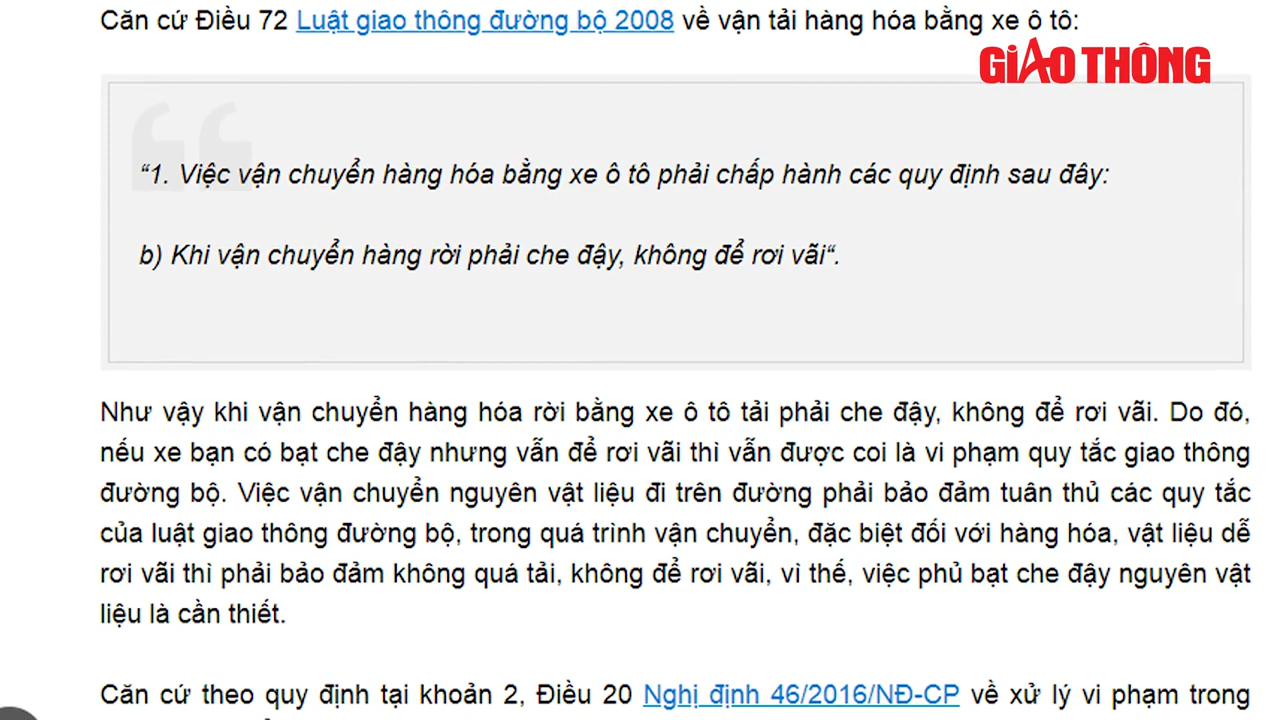 Căn cứ Điều 72 Luật giao thông đường bộ 2008 về vận tải hàng hóa bằng xe ô tô:
GIAO THÔNG
“1. Việc vận chuyển hàng hóa bằng xe ô tô phải chấp hành các quy định sau đây:
b) Khi vận chuyển hàng rời phải che đậy, không để rơi vãi“.
Như vậy khi vận chuyển hàng hóa rời bằng xe ô tô tải phải che đậy, không để rơi vãi. Do đó,
nếu xe bạn có bạt che đậy nhưng vẫn để rơi vãi thì vẫn được coi là vi phạm quy tắc giao thông
đường bộ. Việc vận chuyển nguyên vật liệu đi trên đường phải bảo đảm tuân thủ các quy tắc
của luật giao thông đường bộ, trong quá trình vận chuyển, đặc biệt đối với hàng hóa, vật liệu dễ
rơi vãi thì phải bảo đảm không quá tải, không để rơi vãi, vì thế, việc phủ bạt che đậy nguyên vật
liệu là cần thiết.
Căn cứ theo quy định tại khoản 2, Điều 20 Nghị định 46/2016/NĐ-CP về xử lý vi phạm trong